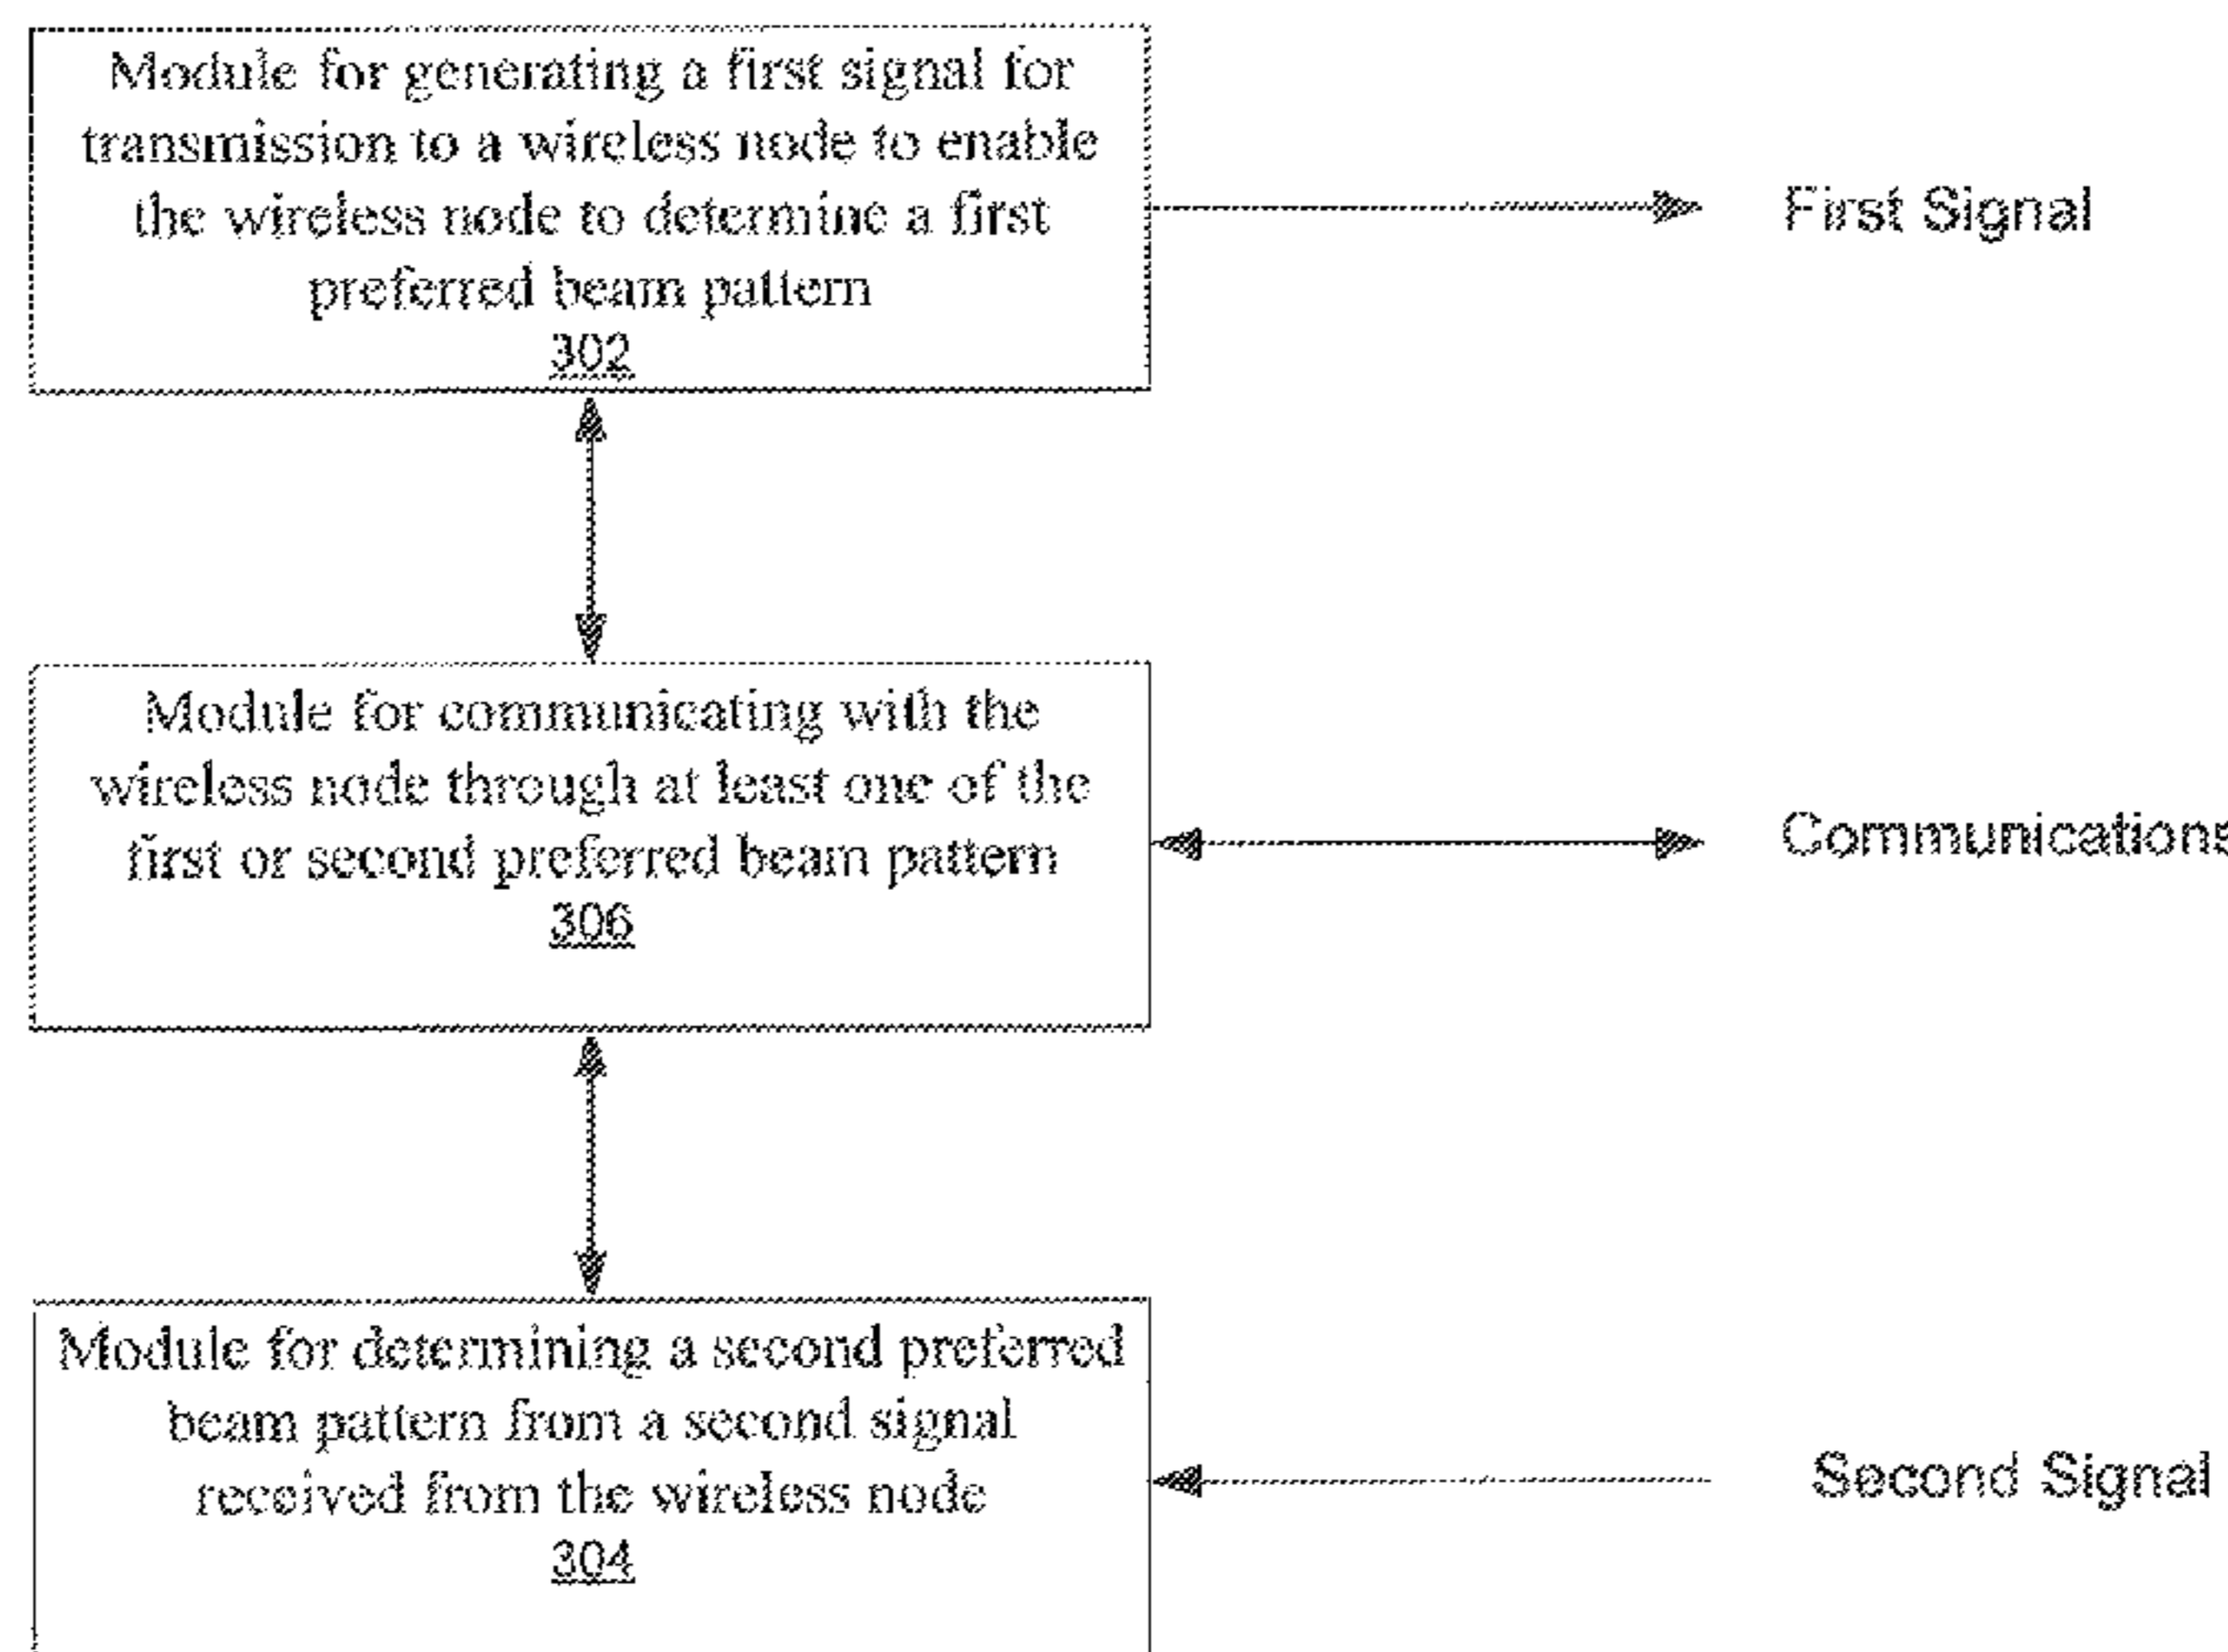 Module for generating a first signal for
transmission to a wireless node to enable
the wireless node to determine a first
preferred beam pattern
302
First Signal
Module for communicating with the
wireless node through at least one of the
first or second preferred beam pattern
306
Communications
Module for determining a second preferred
beam pattern from a second signal
received from the wireless node
304
Second Signal